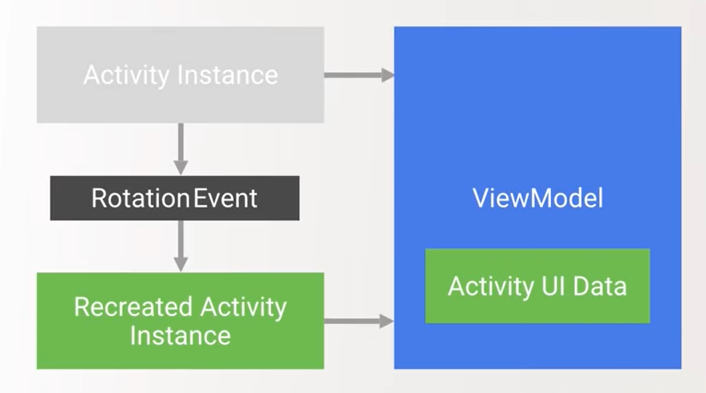 Activity Instance
RotationEvent
ViewModel
Activity UI Data
Recreated Activity
Instance